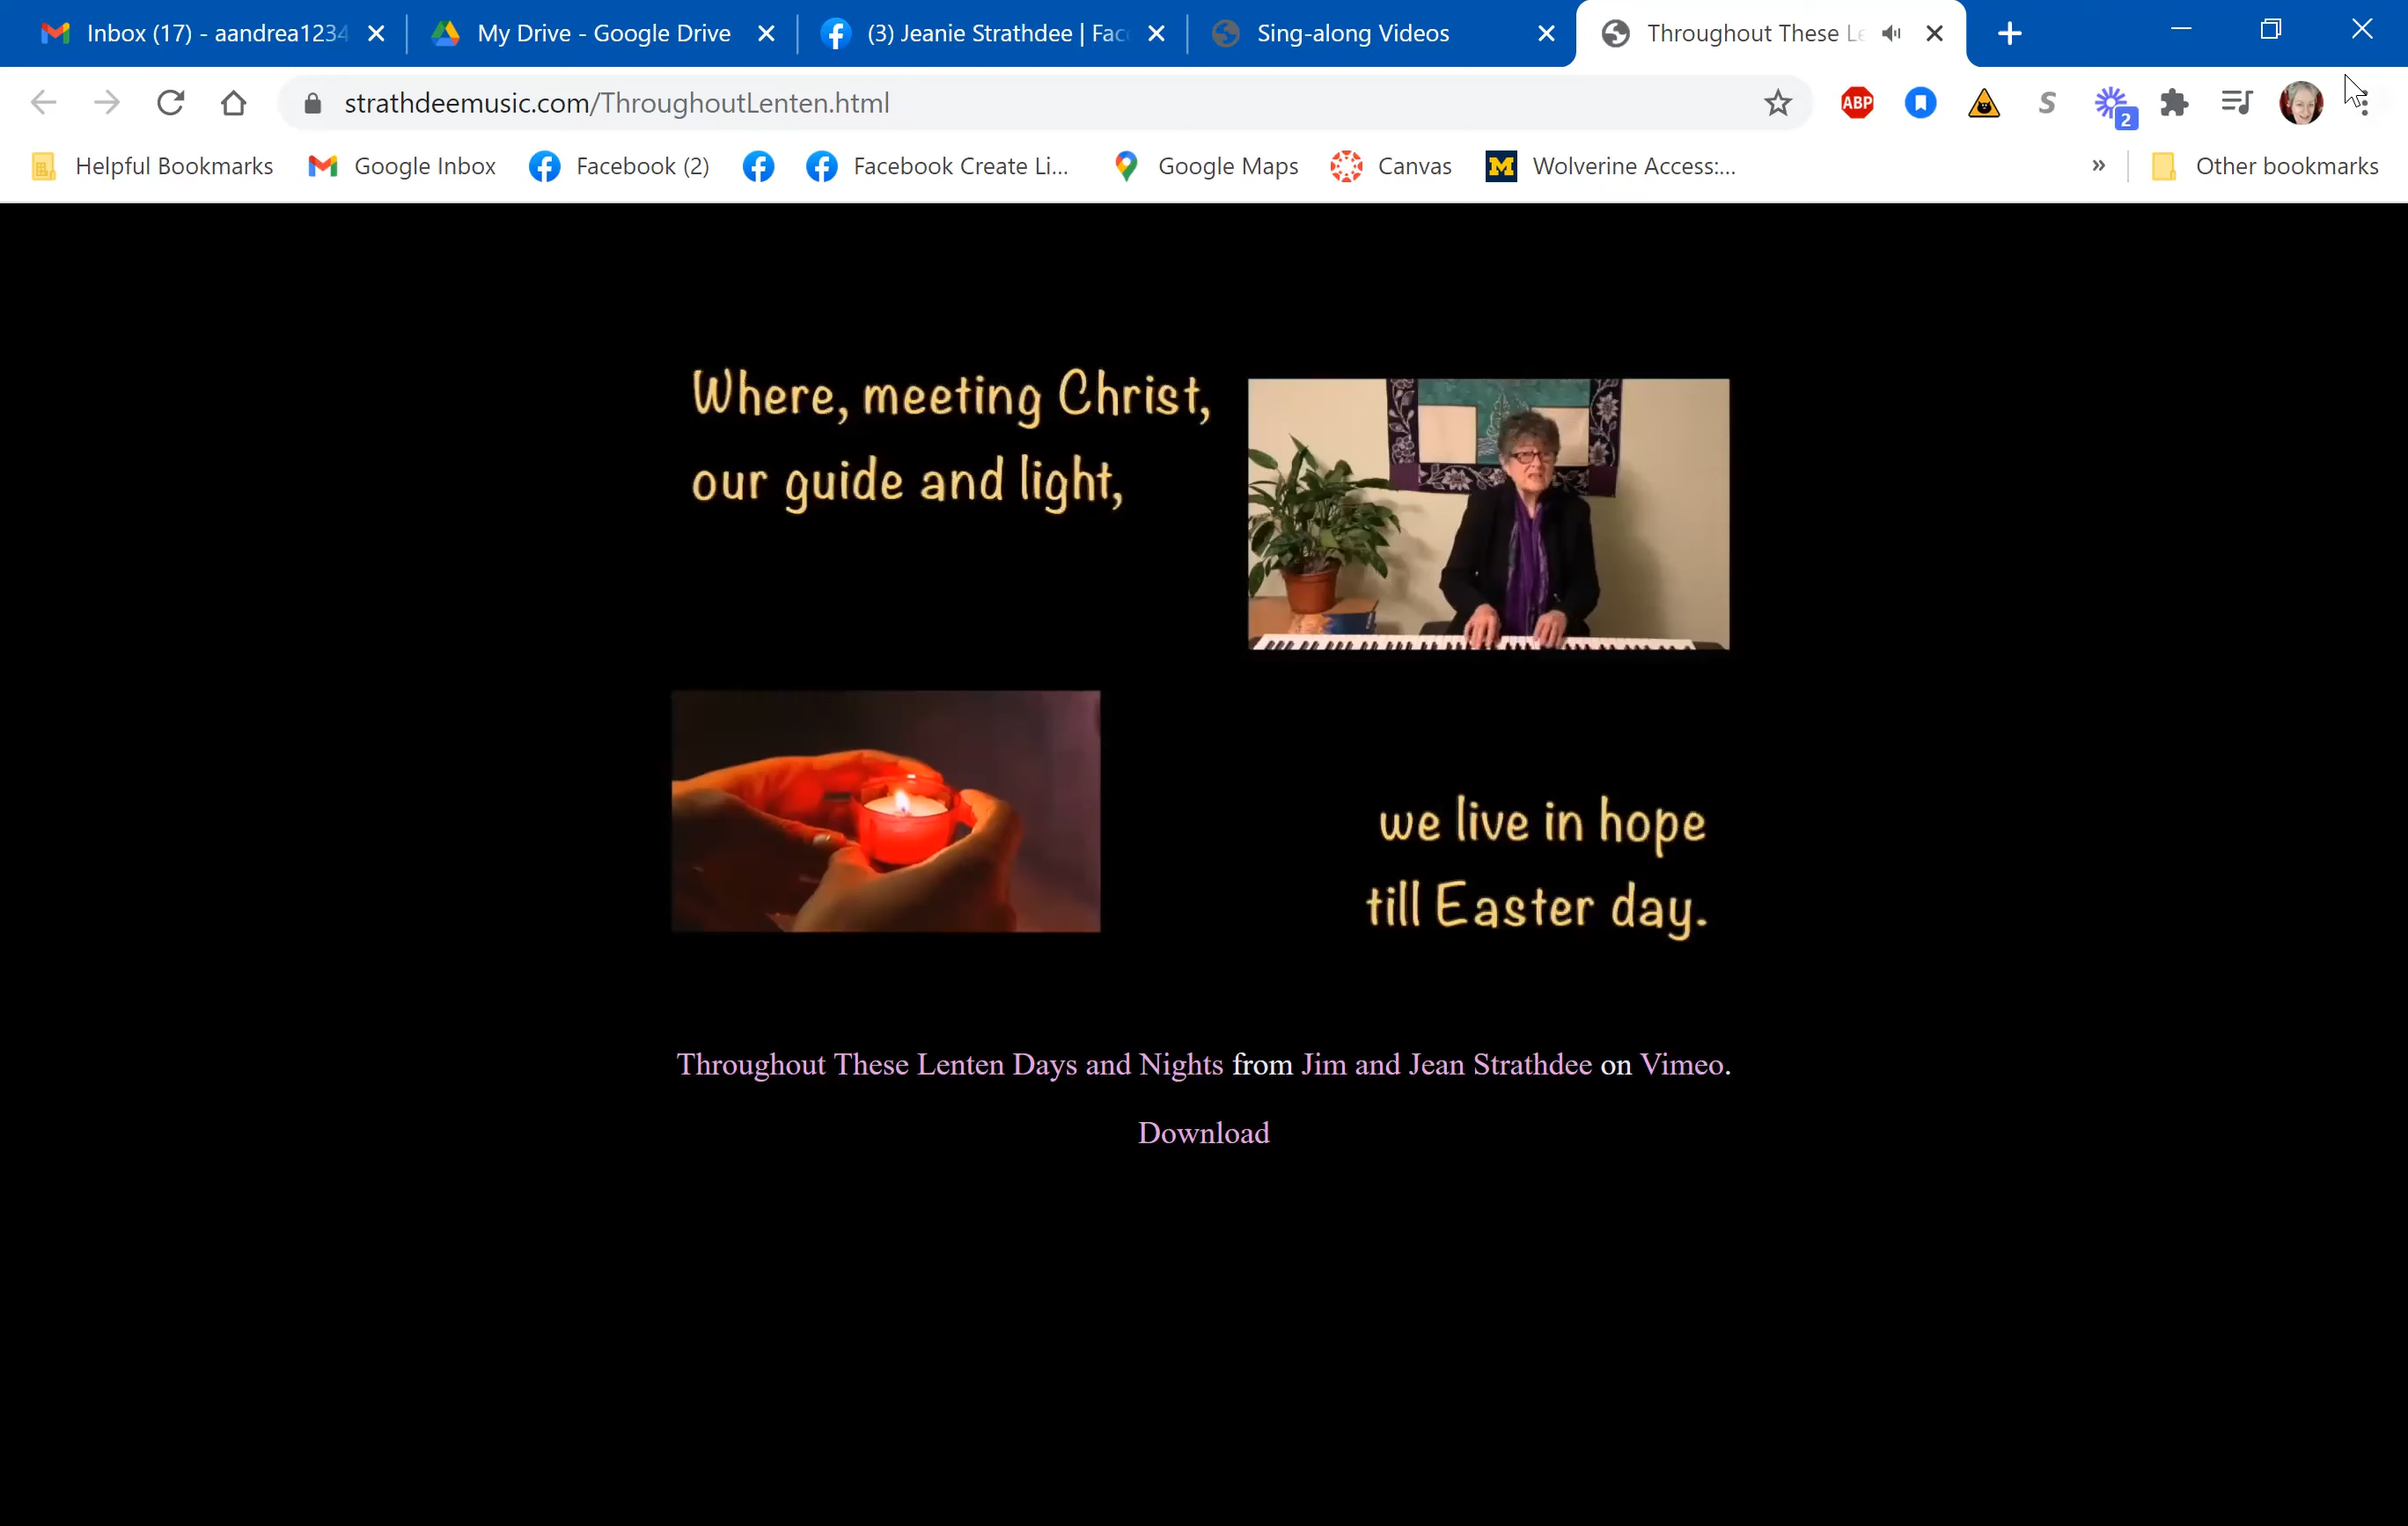 Inbox (17) - aandrea1234
My Drive - Google Drive
(3) Jeanie Strathdee | Fac
Sing-along Videos
Throughout These Le
strathdeemusic.com/ThroughoutLenten.html
ABP
S
2
Helpful Bookmarks
Google Inbox
Facebook (2)
Facebook Create Li...
Google Maps
Canvas
M
Wolverine Access:...
»
Other bookmarks
Where, meeting Christ,
our guide and light,
we live in hope
till Easter day.
Throughout These Lenten Days and Nights from Jim and Jean Strathdee on Vimeo.
Download